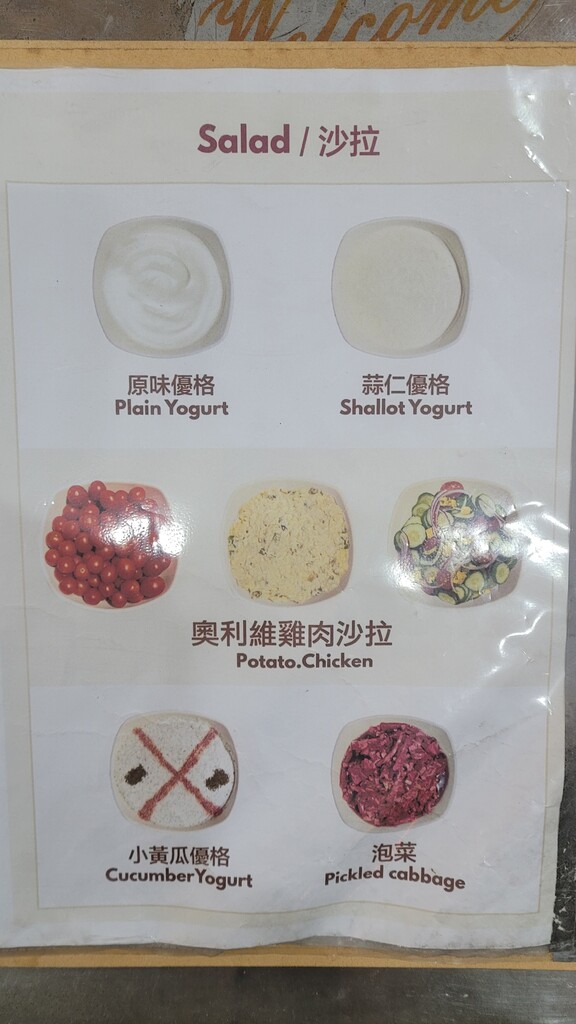 Welcome
Salad / 沙拉
原味優格
Plain Yogurt
蒜仁優格
Shallot Yogurt
奧利維雞肉沙拉
Potato.Chicken
小黃瓜優格
CucumberYogurt
泡菜
Pickled cabbage